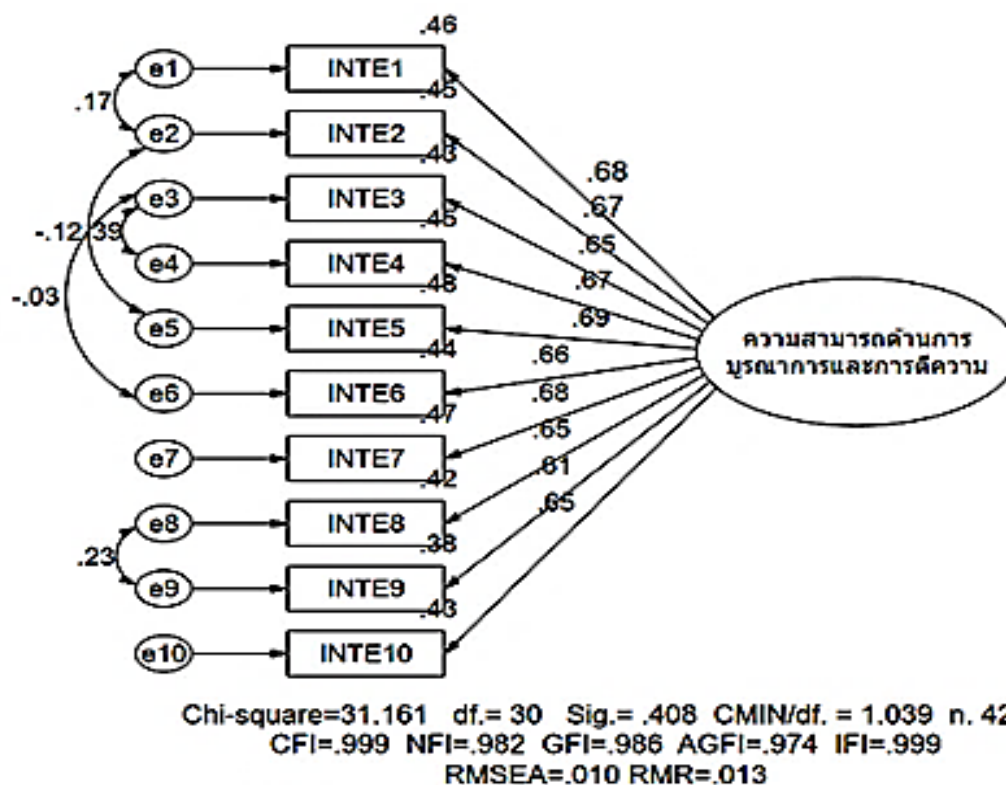 .46
e1 INTE1
.45
.17
e2 INTE2
.43
.68
.67
e3 INTE3
.45
-.12 .39
.65
e4 INTE4
.48
.67
-.03
.69
e5 INTE5
.44
.66
ความสามารถด้านการ
บูรณาการและการตีความ
e6 INTE6
.47
.68
.65
e7 INTE7
.42
.61
.65
e8 INTE8
.38
.23
e9 INTE9
.43
e10 INTE10
Chi-square=31.161 df.= 30 Sig.= .408 CMIN/df. = 1.039 n. 42
CFI=.999 NFI=.982 GFI=.986 AGFI=.974 IFI=.999
RMSEA=.010 RMR=.013